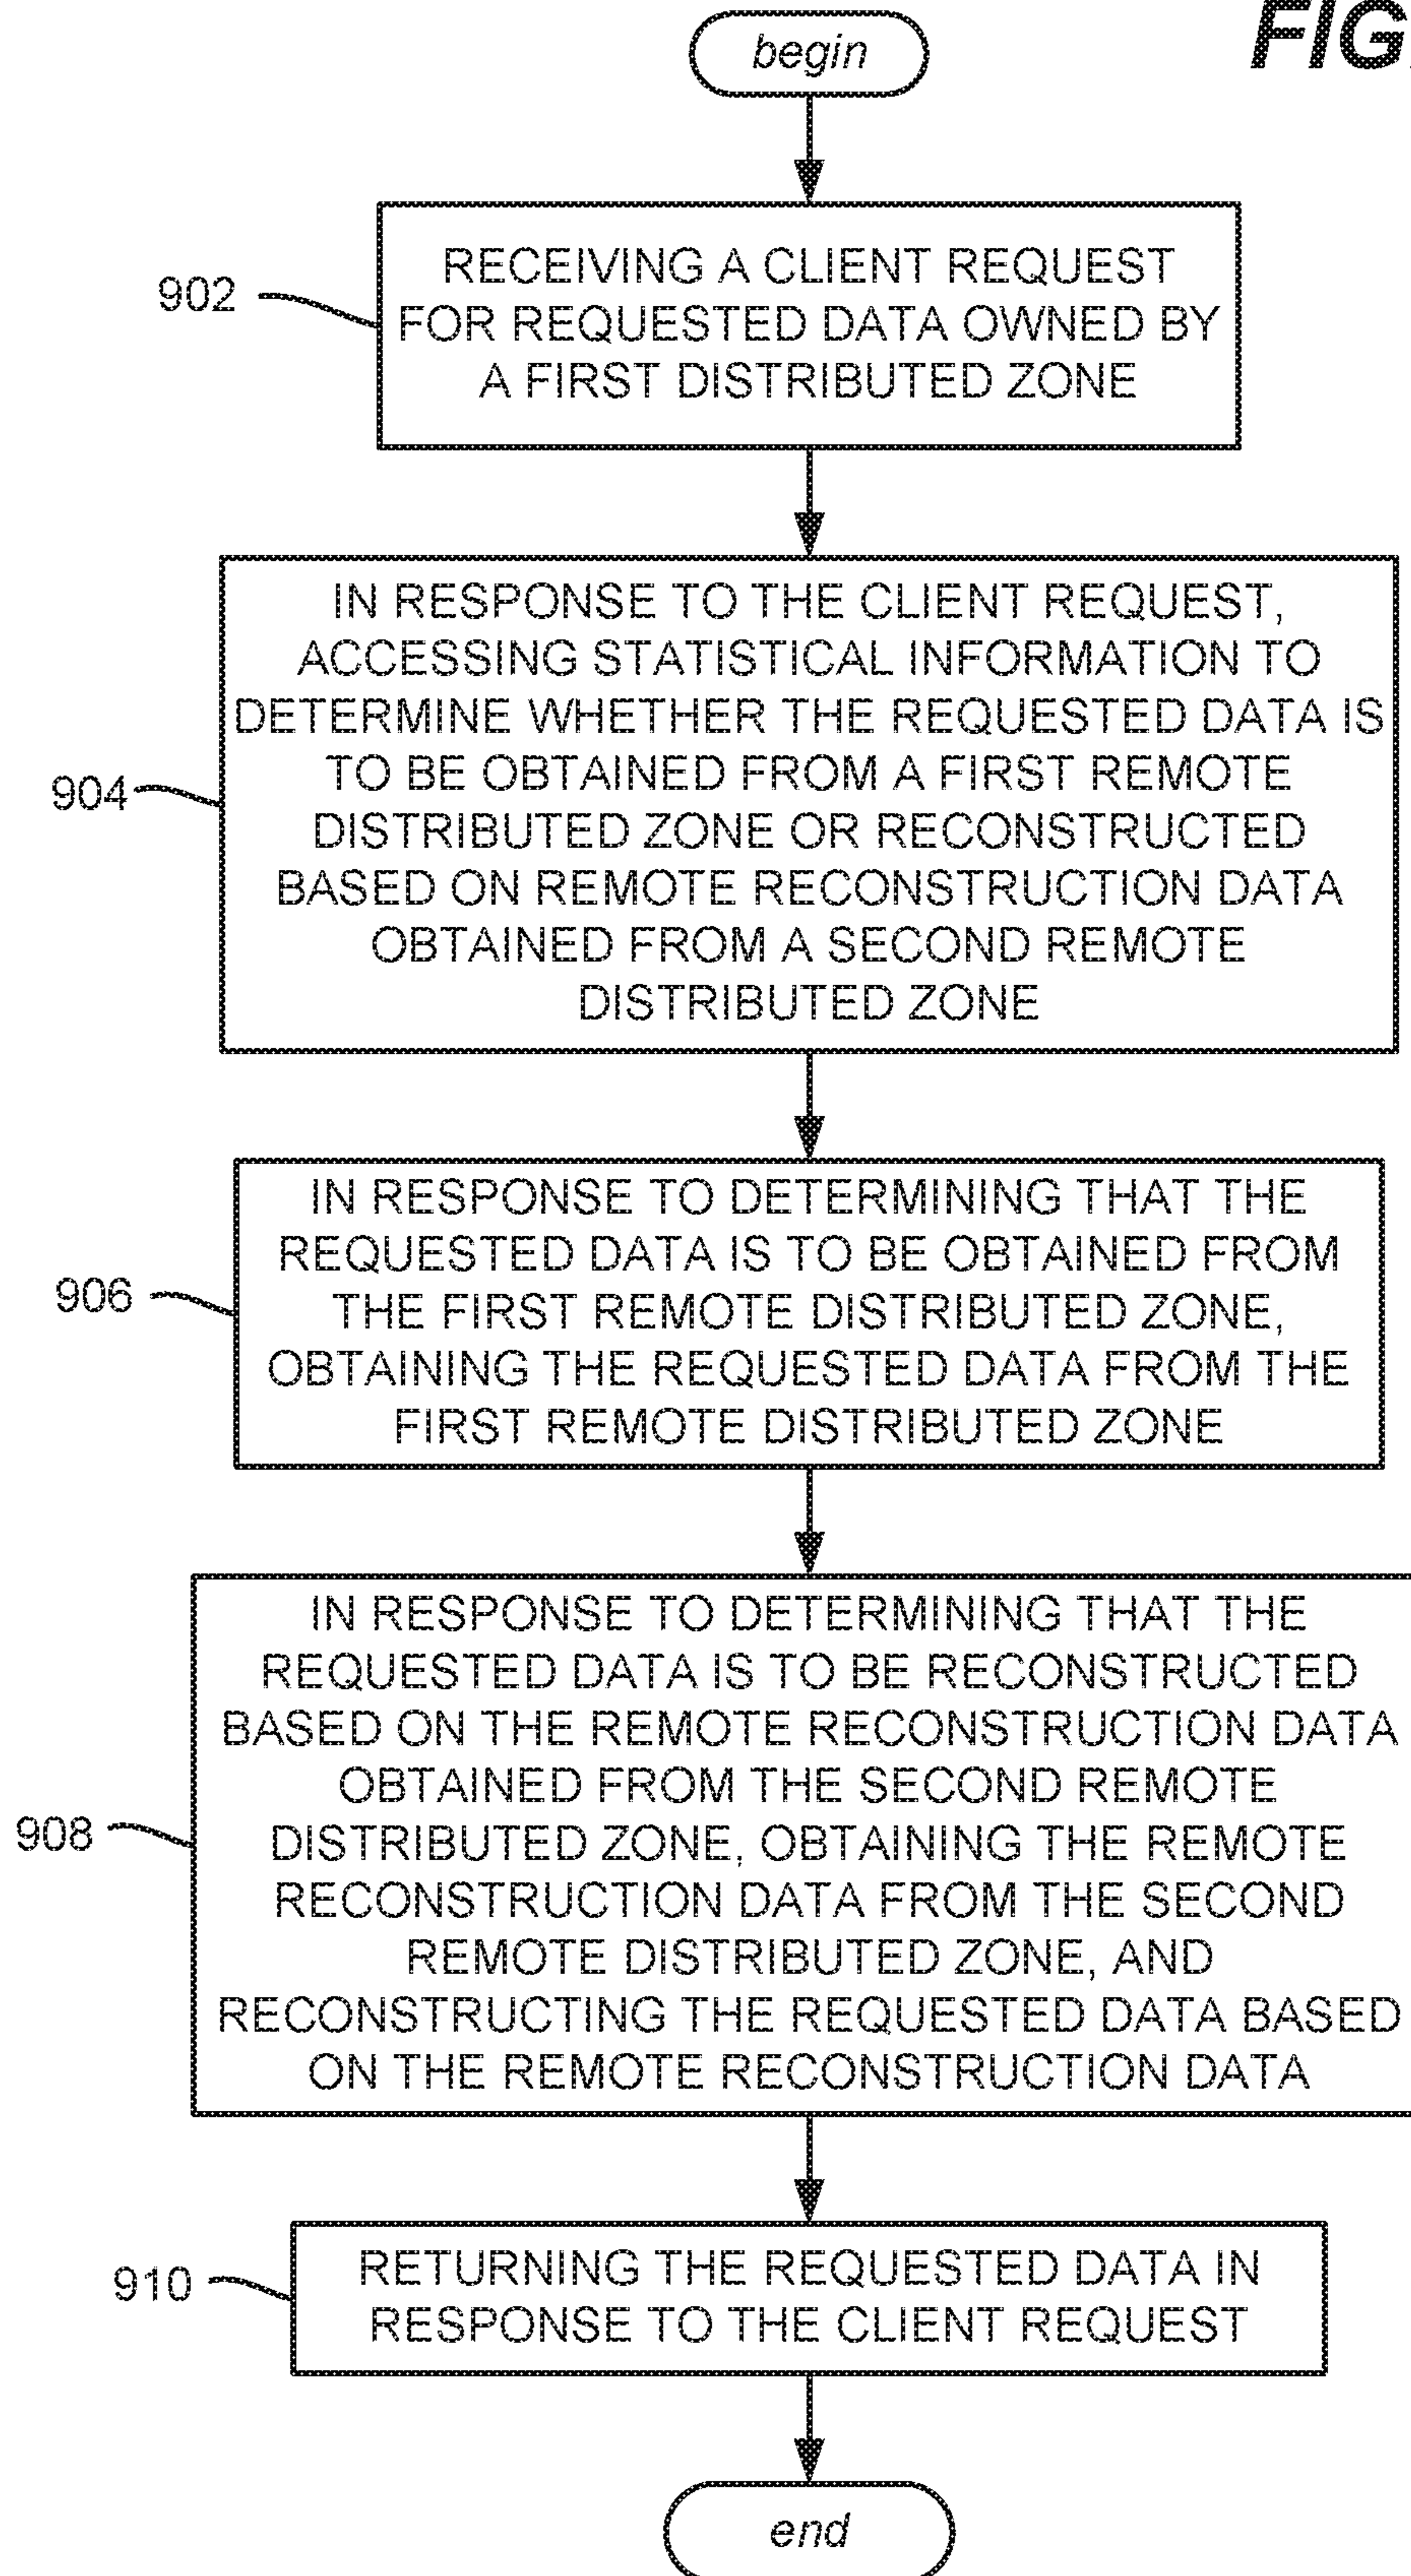 FIG.
begin
902
RECEIVING A CLIENT REQUEST
FOR REQUESTED DATA OWNED BY
A FIRST DISTRIBUTED ZONE
904
IN RESPONSE TO THE CLIENT REQUEST,
ACCESSING STATISTICAL INFORMATION TO
DETERMINE WHETHER THE REQUESTED DATA IS
TO BE OBTAINED FROM A FIRST REMOTE
DISTRIBUTED ZONE OR RECONSTRUCTED
BASED ON REMOTE RECONSTRUCTION DATA
OBTAINED FROM A SECOND REMOTE
DISTRIBUTED ZONE
906
IN RESPONSE TO DETERMINING THAT THE
REQUESTED DATA IS TO BE OBTAINED FROM
THE FIRST REMOTE DISTRIBUTED ZONE,
OBTAINING THE REQUESTED DATA FROM THE
FIRST REMOTE DISTRIBUTED ZONE
908
IN RESPONSE TO DETERMINING THAT THE
REQUESTED DATA IS TO BE RECONSTRUCTED
BASED ON THE REMOTE RECONSTRUCTION DATA
OBTAINED FROM THE SECOND REMOTE
DISTRIBUTED ZONE, OBTAINING THE REMOTE
RECONSTRUCTION DATA FROM THE SECOND
REMOTE DISTRIBUTED ZONE, AND
RECONSTRUCTING THE REQUESTED DATA BASED
ON THE REMOTE RECONSTRUCTION DATA
910
RETURNING THE REQUESTED DATA IN
RESPONSE TO THE CLIENT REQUEST
end